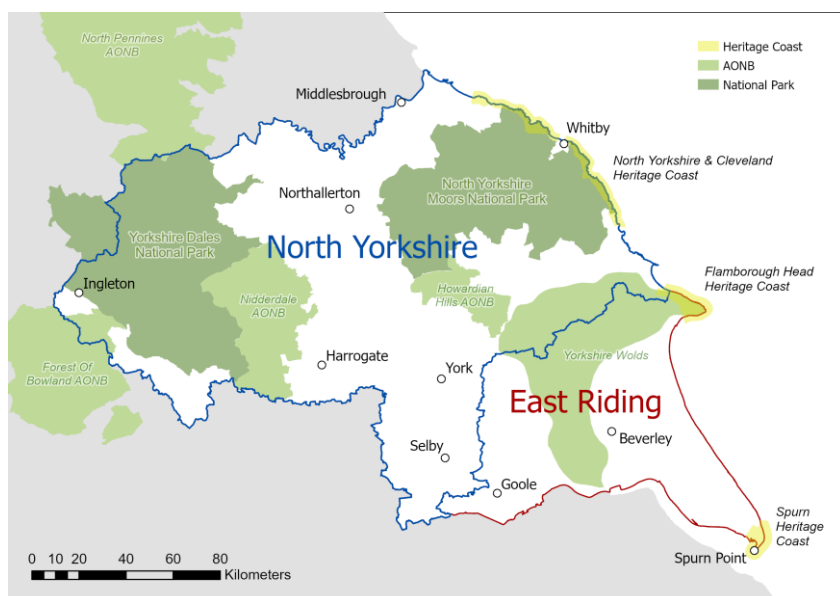 North Pennines
AONB
Heritage Coast
AONB
National Park
Middlesbrough
Whitby
North Yorkshire & Cleveland
Heritage Coast
Northallerton
North Yorkshire
Moors National Park
Yorkshire Dales
National Park
North Yorkshire
Ingleton
Flamborough Head
Heritage Coast
Nidderdale
AONB
Howardian
Hills AONB
Forest Of
Bowland AONB
Harrogate
York
Yorkshire Wolds
East Riding
Beverley
Selby
Goole
Spurn
Heritage
Coast
Spurn Point
0 10 20 40 60 80
Kilometers